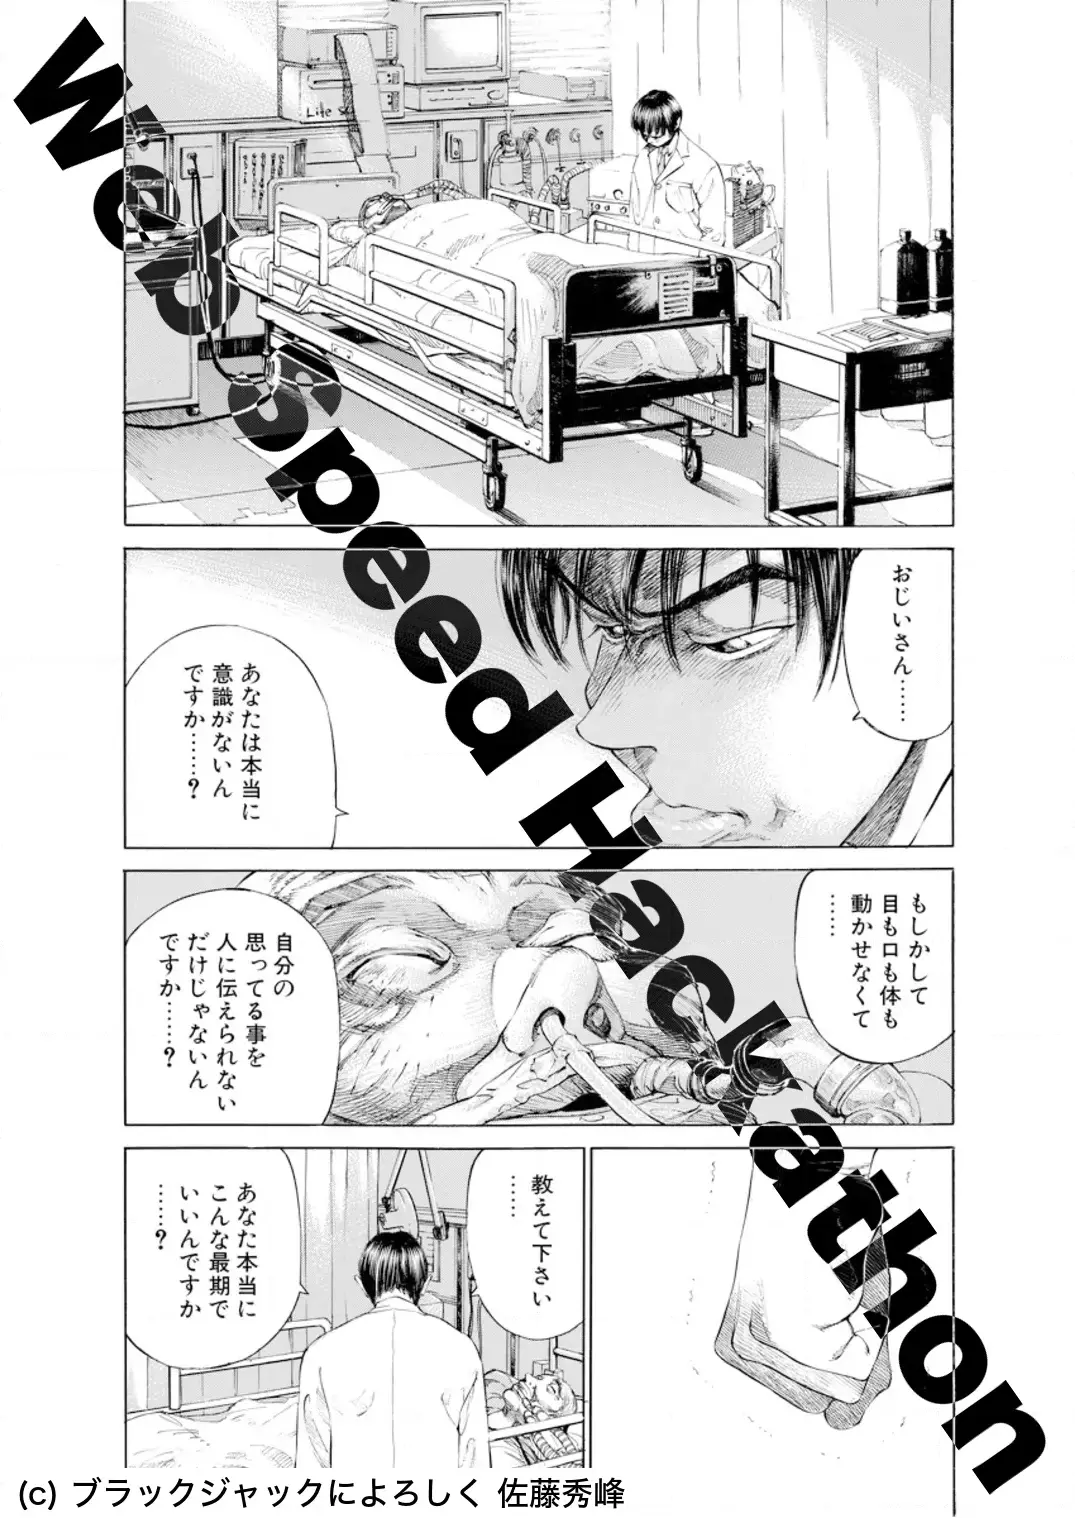 Warpspeed Hackathon
Life s
おじいさん……
あなたは本当に
意識がないん
ですか……?
もしかして
目も口も体も
動かせなくて
……
自分の
思ってる事を
人に伝えられない
だけじゃないん
ですか……?
教えて下さい
……
あなた本当に
こんな最期で
いいんですか
……?
(c) ブラックジャックによろしく 佐藤秀峰